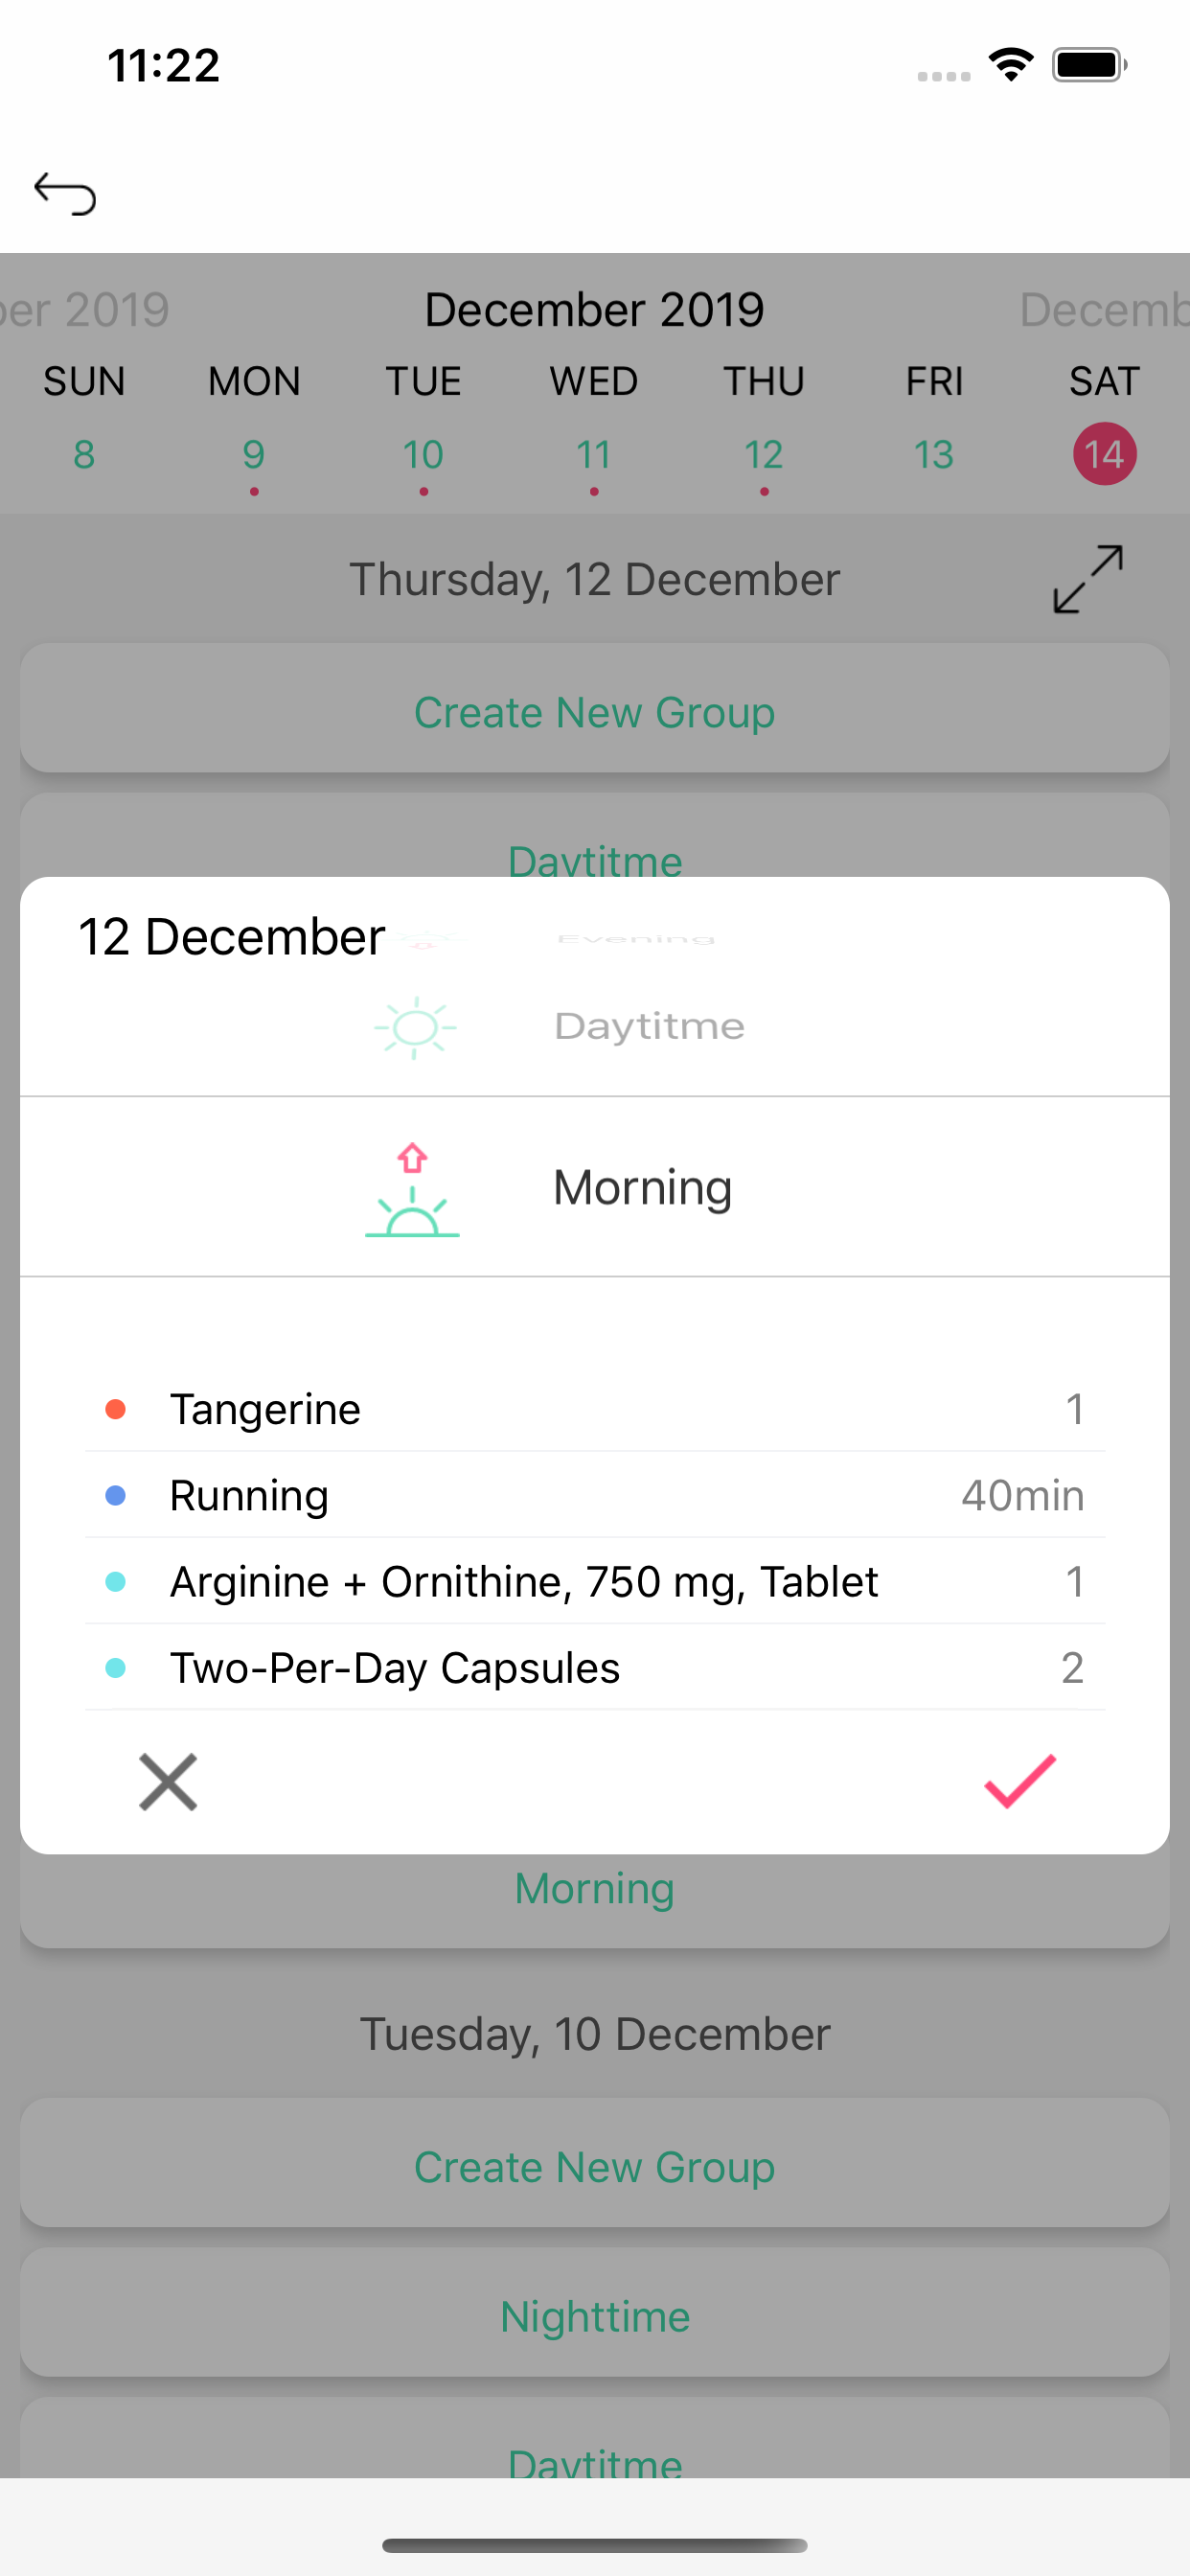 11:22
ber 2019 December 2019 Decemb
SUN MON TUE WED THU FRI SAT
8 9 10 11 12 13 14
Thursday, 12 December
Create New Group
Daytitme
12 December
Evening
Daytitme
Morning
Tangerine 1
Running 40min
Arginine + Ornithine, 750 mg, Tablet 1
Two-Per-Day Capsules 2
Morning
Tuesday, 10 December
Create New Group
Nighttime
Daytitme